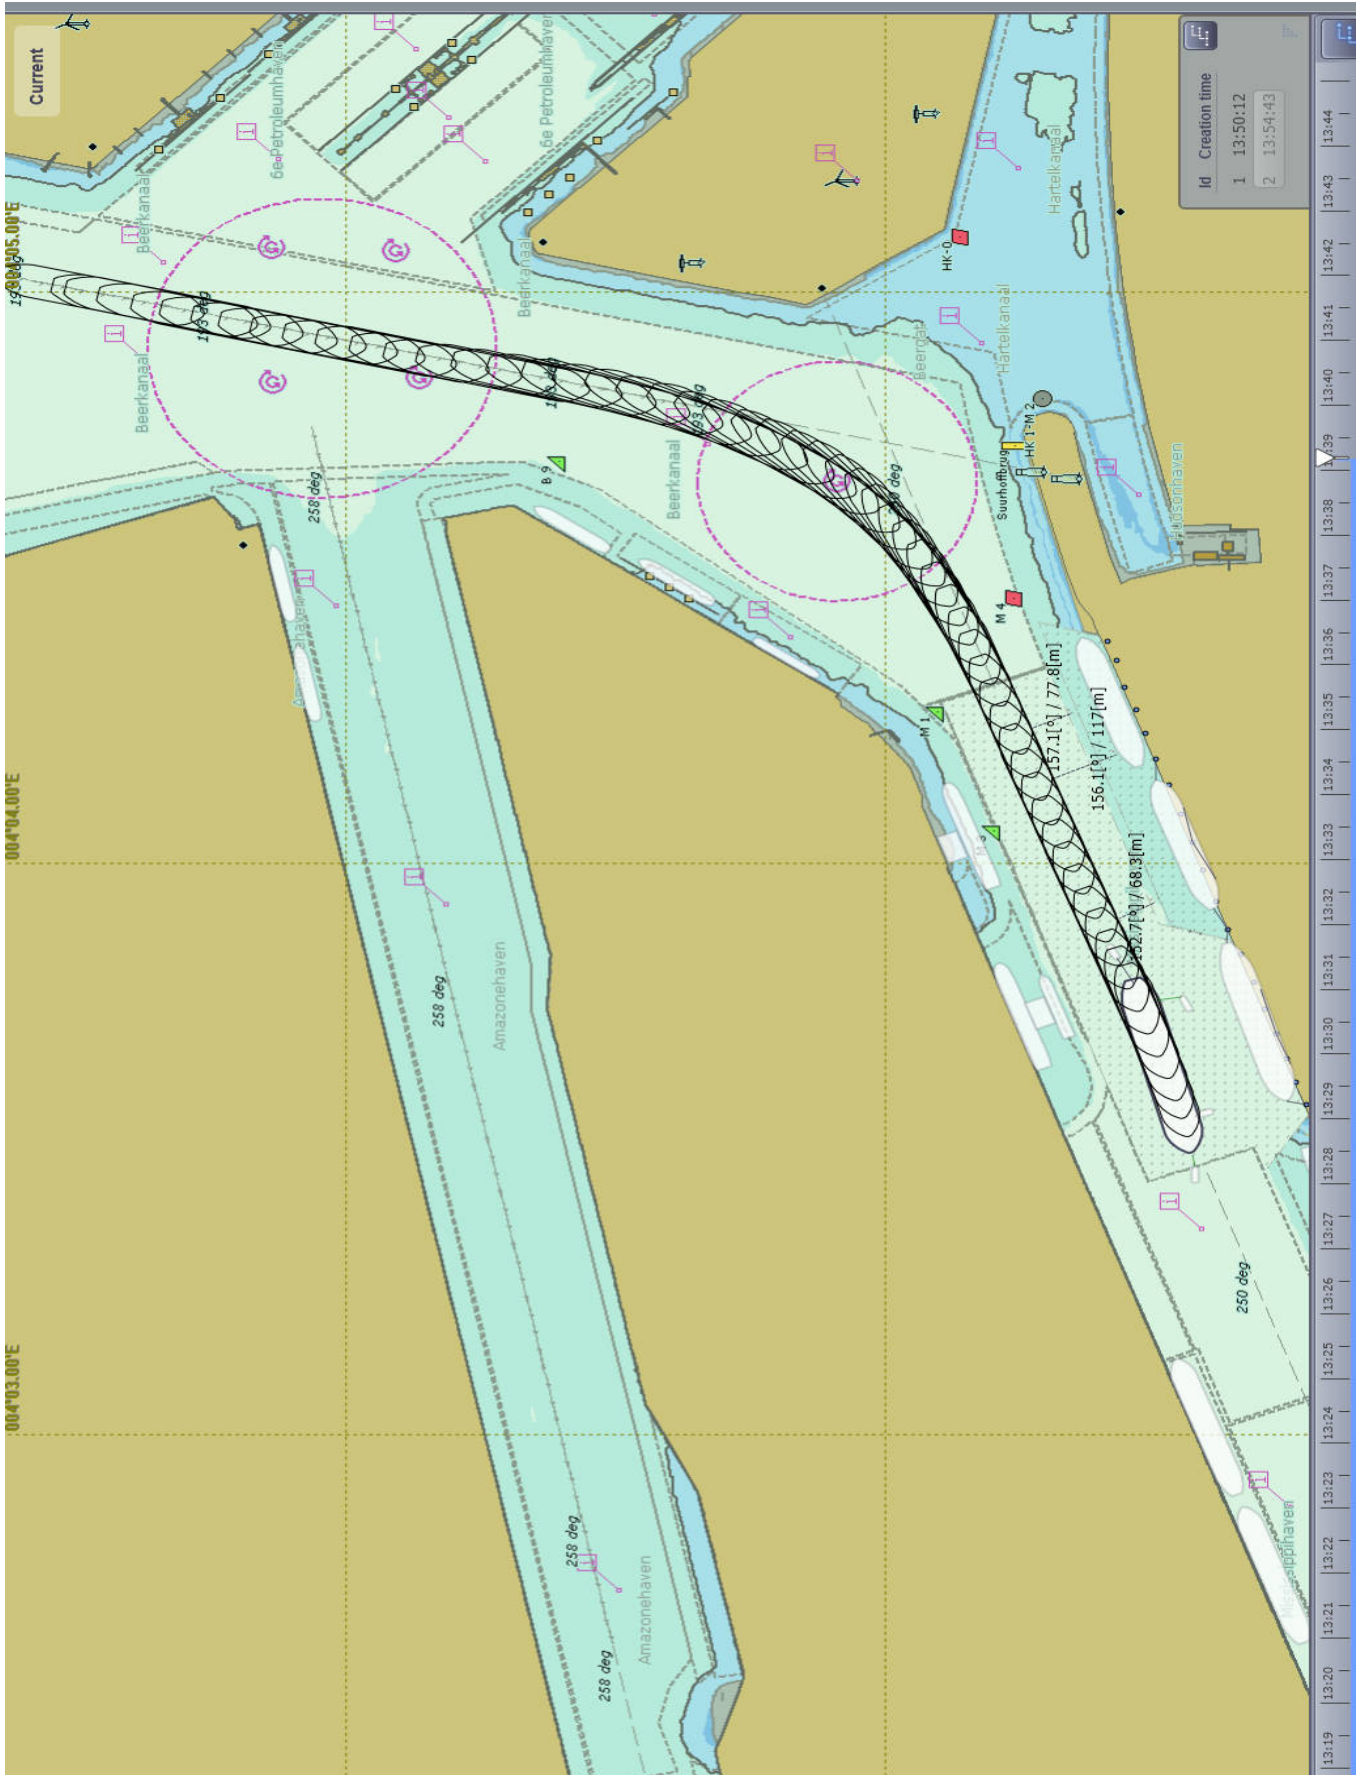 Current
6e Petroleumhaven
6e Petroleumhaven
Beerkanaal
004°05.00'E
193 deg
Beerkanaal
Beerkanaal
Hartelkanaal
HK-0
Beergat
Hartelkanaal
B 9
258 deg
Beerkanaal
Suurhoffbrug
HK 1-M 2
Hudsonhaven
M 4
M 1
157.1[º] / 77.8[m]
156.1[º] / 117[m]
004°04.00'E
258 deg
Amazonehaven
250 deg
004°03.00'E
258 deg
Amazonehaven
258 deg
Id Creation time
1 13:50:12
2 13:54:43
13:19
13:20
13:21
13:22
13:23
13:24
13:25
13:26
13:27
13:28
13:29
13:30
13:31
13:32
13:33
13:34
13:35
13:36
13:37
13:38
13:39
13:40
13:41
13:42
13:43
13:44